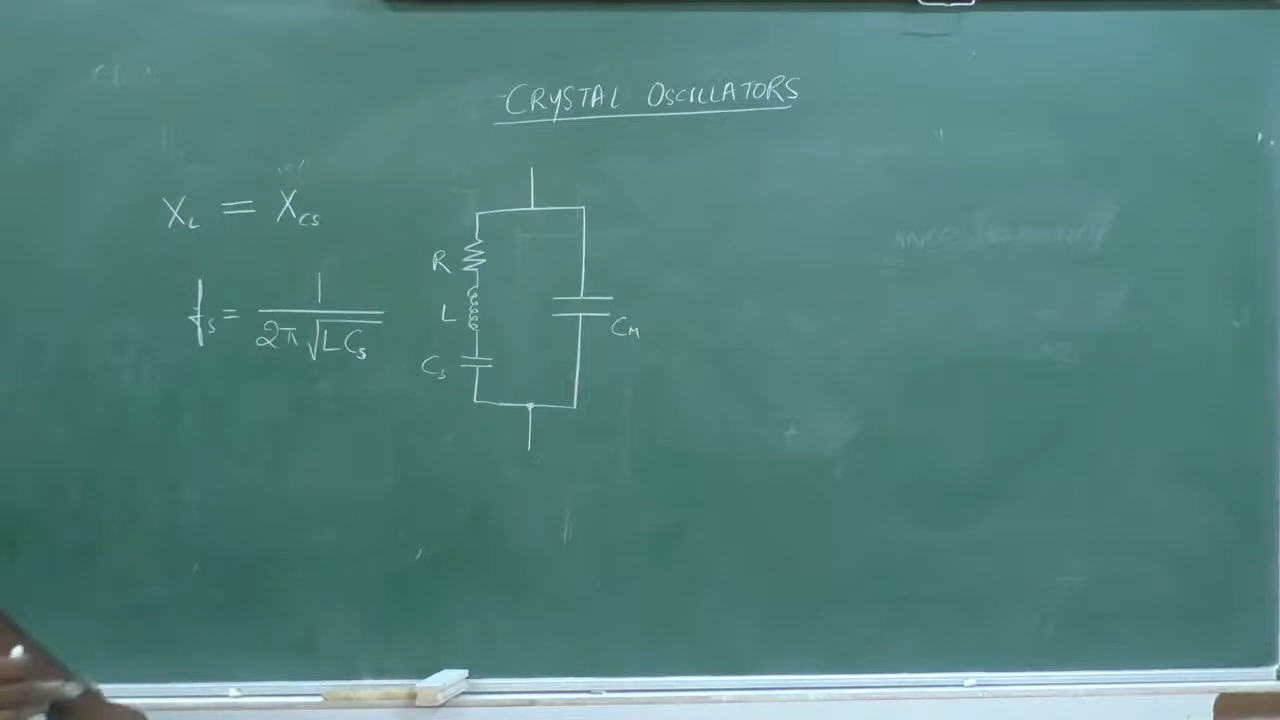 CRYSTAL OSCILLATORS
X_L = X_CS
f_S = 1 / 2π√LC_S
R
L
C_S
C_M